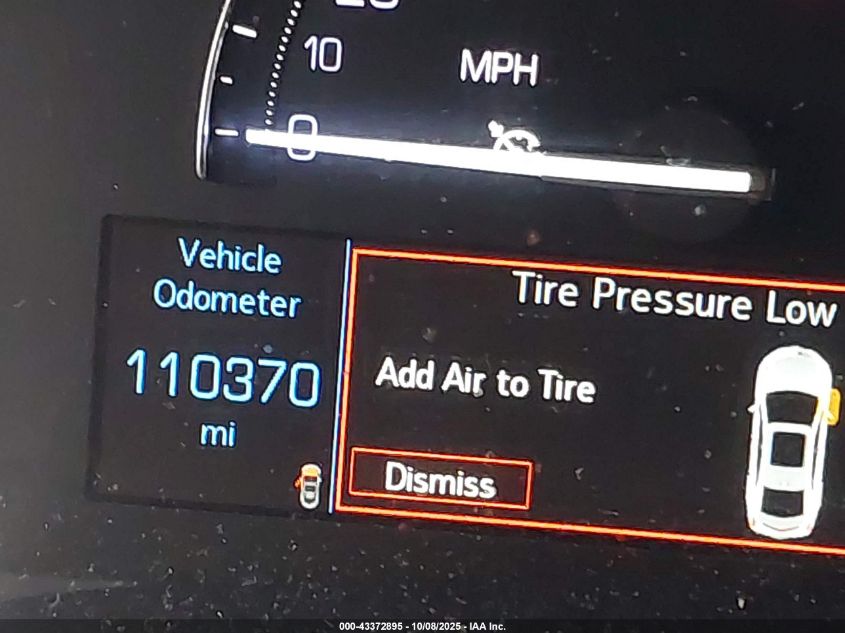 10
MPH
0
Vehicle
Odometer
110370
mi
Tire Pressure Low
Add Air to Tire
Dismiss
000-43372895 - 10/08/2025 - IAA Inc.